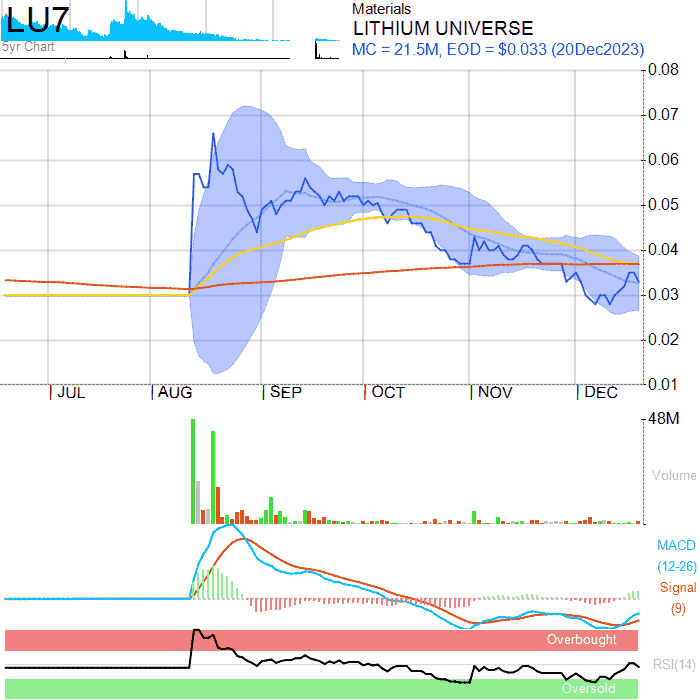 LU7
5yr Chart
Materials
LITHIUM UNIVERSE
MC = 21.5M, EOD = $0.033 (20Dec2023)
0.08
0.07
0.06
0.05
0.04
0.03
0.02
0.01
JUL AUG SEP OCT NOV DEC
48M
Volume
MACD
(12-26)
Signal
(9)
Overbought
RSI(14)
Oversold